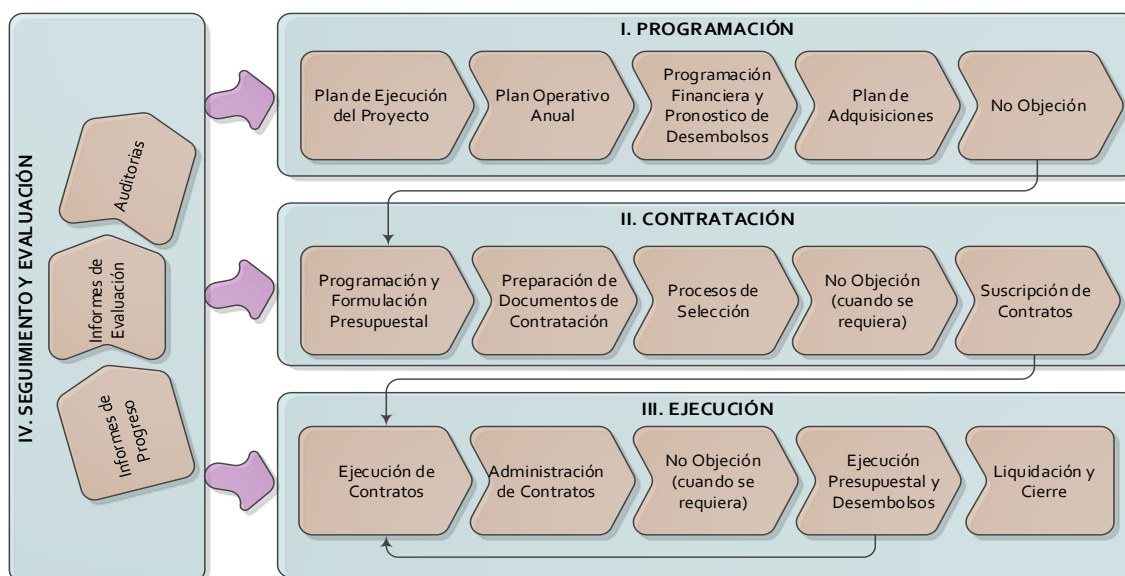 IV. SEGUIMIENTO Y EVALUACIÓN
Auditorias
Informes de
Evaluación
Informes de
Progreso
I. PROGRAMACIÓN
Plan de Ejecución
del Proyecto
Plan Operativo
Anual
Programación
Financiera y
Pronostico de
Desembolsos
Plan de
Adquisiciones
No Objeción
II. CONTRATACIÓN
Programación y
Formulación
Presupuestal
Preparación de
Documentos de
Contratación
Procesos de
Selección
No Objeción
(cuando se
requiera)
Suscripción de
Contratos
III. EJECUCIÓN
Ejecución de
Contratos
Administración
de Contratos
No Objeción
(cuando se
requiera)
Ejecución
Presupuestal y
Desembolsos
Liquidación y
Cierre